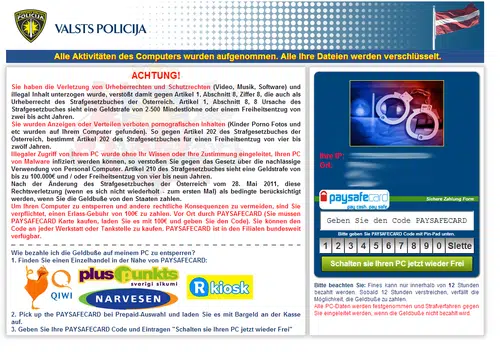 POLICIJA
VALSTS POLICIJA
Alle Aktivitäten des Computers wurden aufgenommen. Alle Ihre Dateien werden verschlüsselt.
ACHTUNG!
Sie haben die Verletzung von Urheberrechten und Schutzrechten (Video, Musik, Software) und
illegal Inhalt unterzogen wurde, verstößt damit gegen Artikel 1, Abschnitt 8, Ziffer 8, die auch als
Urheberrecht des Strafgesetzbuches der Österreich. Artikel 1, Abschnitt 8, 8 Ursache des
Strafgesetzbuches sieht eine Geldstrafe von 2-500 Mindestlöhne oder einen Freiheitsentzug von
zwei bis acht Jahren.
Sie wurden Anzeigen oder Verteilen verboten pornografischen Inhalten (Kinder Porno Fotos und
etc wurden auf Ihrem Computer gefunden). So gegen Artikel 202 des Strafgesetzbuches der
Österreich, bestimmt Artikel 202 des Strafgesetzbuches für einen Freiheitsentzug von vier bis
zwölf Jahren.
Illegaler Zugriff von Ihrem PC wurde ohne Ihr Wissen oder Ihre Zustimmung eingeleitet, Ihren PC
von Malware infiziert werden können, so verstoßen Sie gegen das Gesetz über die nachlässige
Verwendung von Personal Computer. Artikel 210 des Strafgesetzbuches sieht eine Geldstrafe von
bis zu 100.000€ und / oder einen Freiheitsentzug von vier bis neun Jahren.
Nach der Änderung des Strafgesetzbuches der Österreich vom 28. Mai 2011, diese
Rechtsverletzung (wenn es sich nicht wiederholt - zum ersten Mal) als bedingte berücksichtigt
werden, wenn Sie die Geldbuße von den Staaten zahlen.
Um Ihren Computer zu entsperren und andere rechtliche Konsequenzen zu vermeiden, sind Sie
verpflichtet, einen Erlass-Gebühr von 100€ zu zahlen. Vor Ort durch PAYSAFECARD (Sie müssen
PAYSAFECARD Karte kaufen, laden Sie es mit 100€ und geben Sie den Code). Sie können den
Code an jeder Werkstatt oder Tankstelle zu kaufen. PAYSAFECARD ist in den Filialen bundesweit
verfügbar.
Wie bezahle ich die Geldbuße auf meinem PC zu entsperren?
1. Finden Sie einen Einzelhandel in der Nähe von PAYSAFECARD:
QIWI
plus punkts
sverigi sikumi
NARVESEN
R kiosk
2. Pick up the PAYSAFECARD bei Prepaid-Auswahl und laden Sie es mit Bargeld an der Kasse
auf.
3. Geben Sie Ihre PAYSAFECARD Code und Eintragen "Schalten sie Ihren PC jetzt wieder Frei"
Ihre IP:
Ort:
paysafecard
pay cash. pay safe.
Sichere Zahlung Form
Geben Sie den Code PAYSAFECARD
Bitte geben Sie PAYSAFECARD Code mit Pin-Pad unten.
1 2 3 4 5 6 7 8 9 0 Slette
Schalten sie Ihren PC jetzt wieder Frei!
Bitte beachten Sie: Fines kann nur innerhalb von 12 Stunden
bezahlt werden. Sobald 12 Stunden verstreichen, verfällt die
Möglichkeit, die Geldbuße zu zahlen.
Alle PC-Daten werden festgenommen und Strafverfahren gegen
Sie eingeleitet werden, wenn die Geldbuße nicht bezahlt wird.